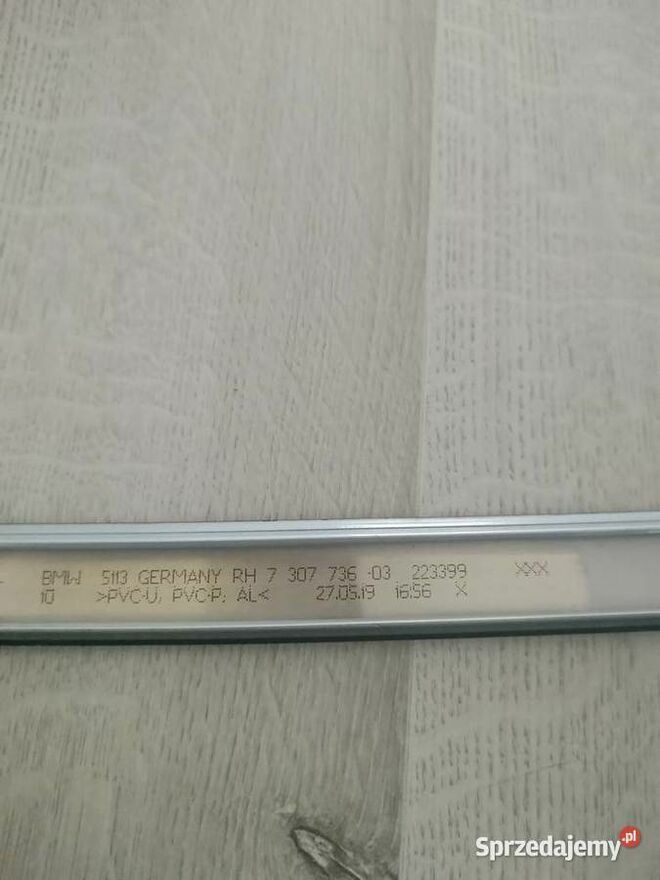 BMW 5113 GERMANY RH 7 307 736 -03 223399 XXX
10 >PVC-U, PVC-P; AL< 27.05.19 16:56 X
Sprzedajemy.pl